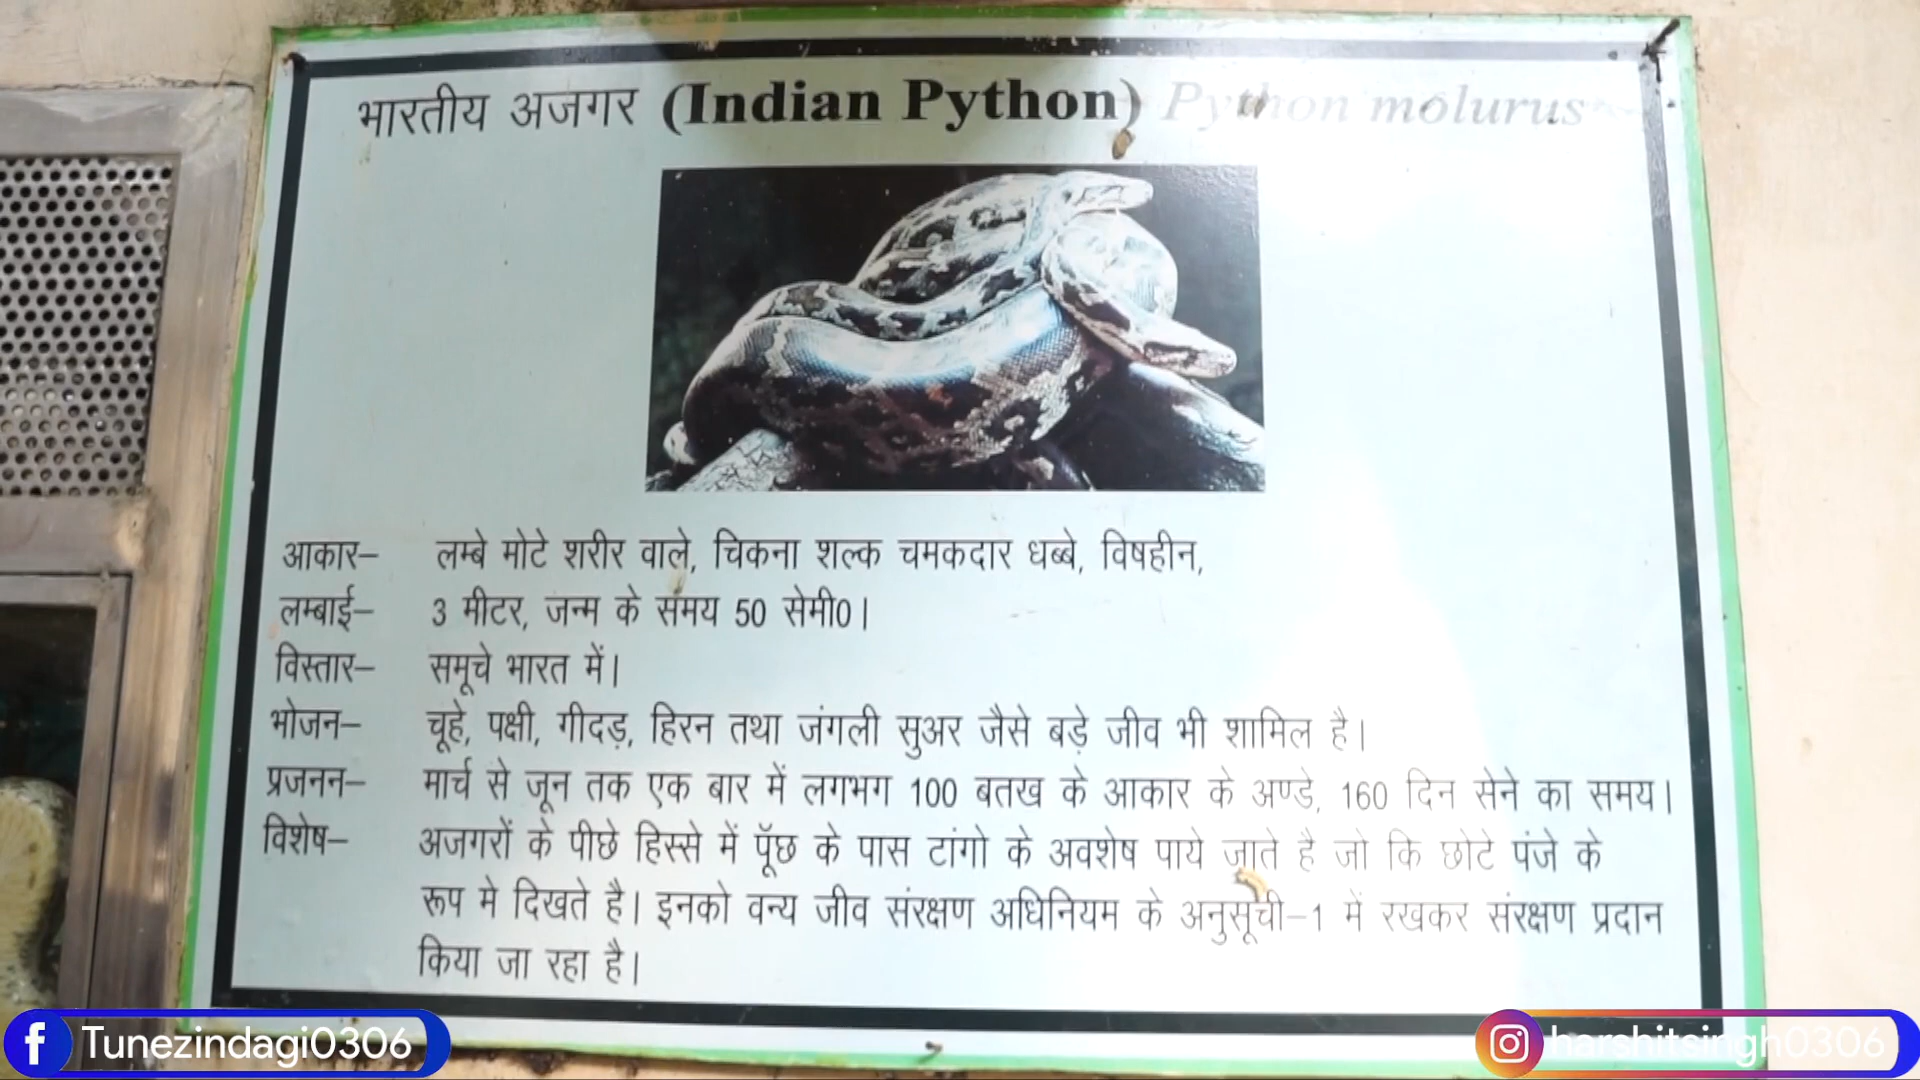 भारतीय अजगर (Indian Python) Python molurus
आकार– लम्बे मोटे शरीर वाले, चिकना शल्क चमकदार धब्बे, विषहीन,
लम्बाई– 3 मीटर, जन्म के समय 50 सेमी0।
विस्तार– समूचे भारत में।
भोजन– चूहे, पक्षी, गीदड़, हिरन तथा जंगली सुअर जैसे बड़े जीव भी शामिल है।
प्रजनन– मार्च से जून तक एक बार में लगभग 100 बतख के आकार के अण्डे, 160 दिन सेने का समय।
विशेष– अजगरों के पीछे हिस्से में पूँछ के पास टांगो के अवशेष पाये जाते है जो कि छोटे पंजे के
रूप मे दिखते है। इनको वन्य जीव संरक्षण अधिनियम के अनुसूची–1 में रखकर संरक्षण प्रदान
किया जा रहा है।
Tunezindagi0306
harshitsingh0306